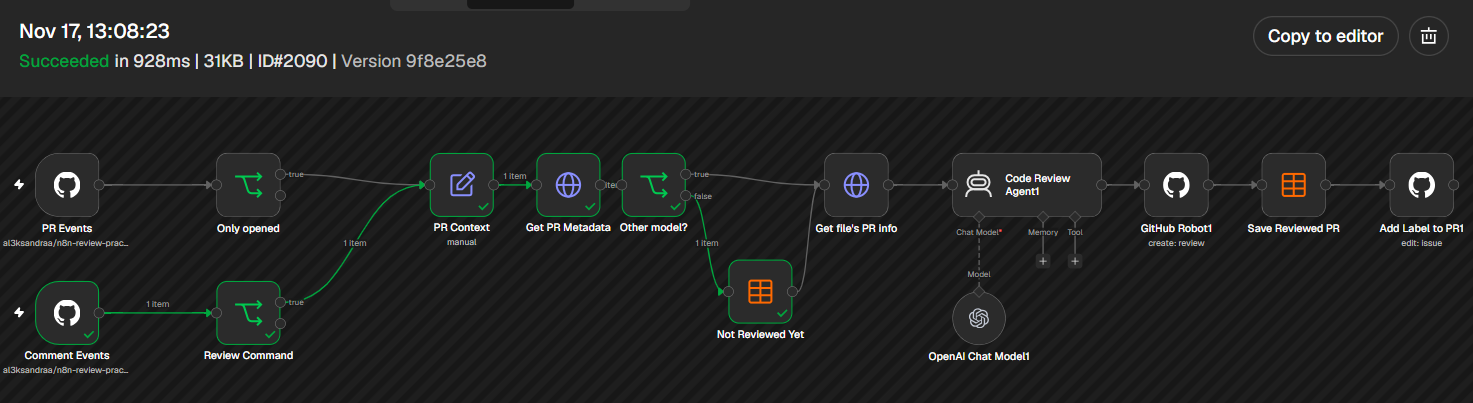 Nov 17, 13:08:23
Succeeded in 928ms | 31KB | ID#2090 | Version 9f8e25e8
Copy to editor
PR Events
al3ksandraa/n8n-review-prac...
true
Only opened
PR Context
manual
1 item
Get PR Metadata
Other model?
true
false
1 item
Not Reviewed Yet
Get file's PR info
Code Review
Agent1
Chat Model*
Memory
Tool
+
+
Model
OpenAI Chat Model1
GitHub Robot1
create: review
Save Reviewed PR
Add Label to PR1
edit: issue
1 item
Comment Events
al3ksandraa/n8n-review-prac...
1 item
true
Review Command